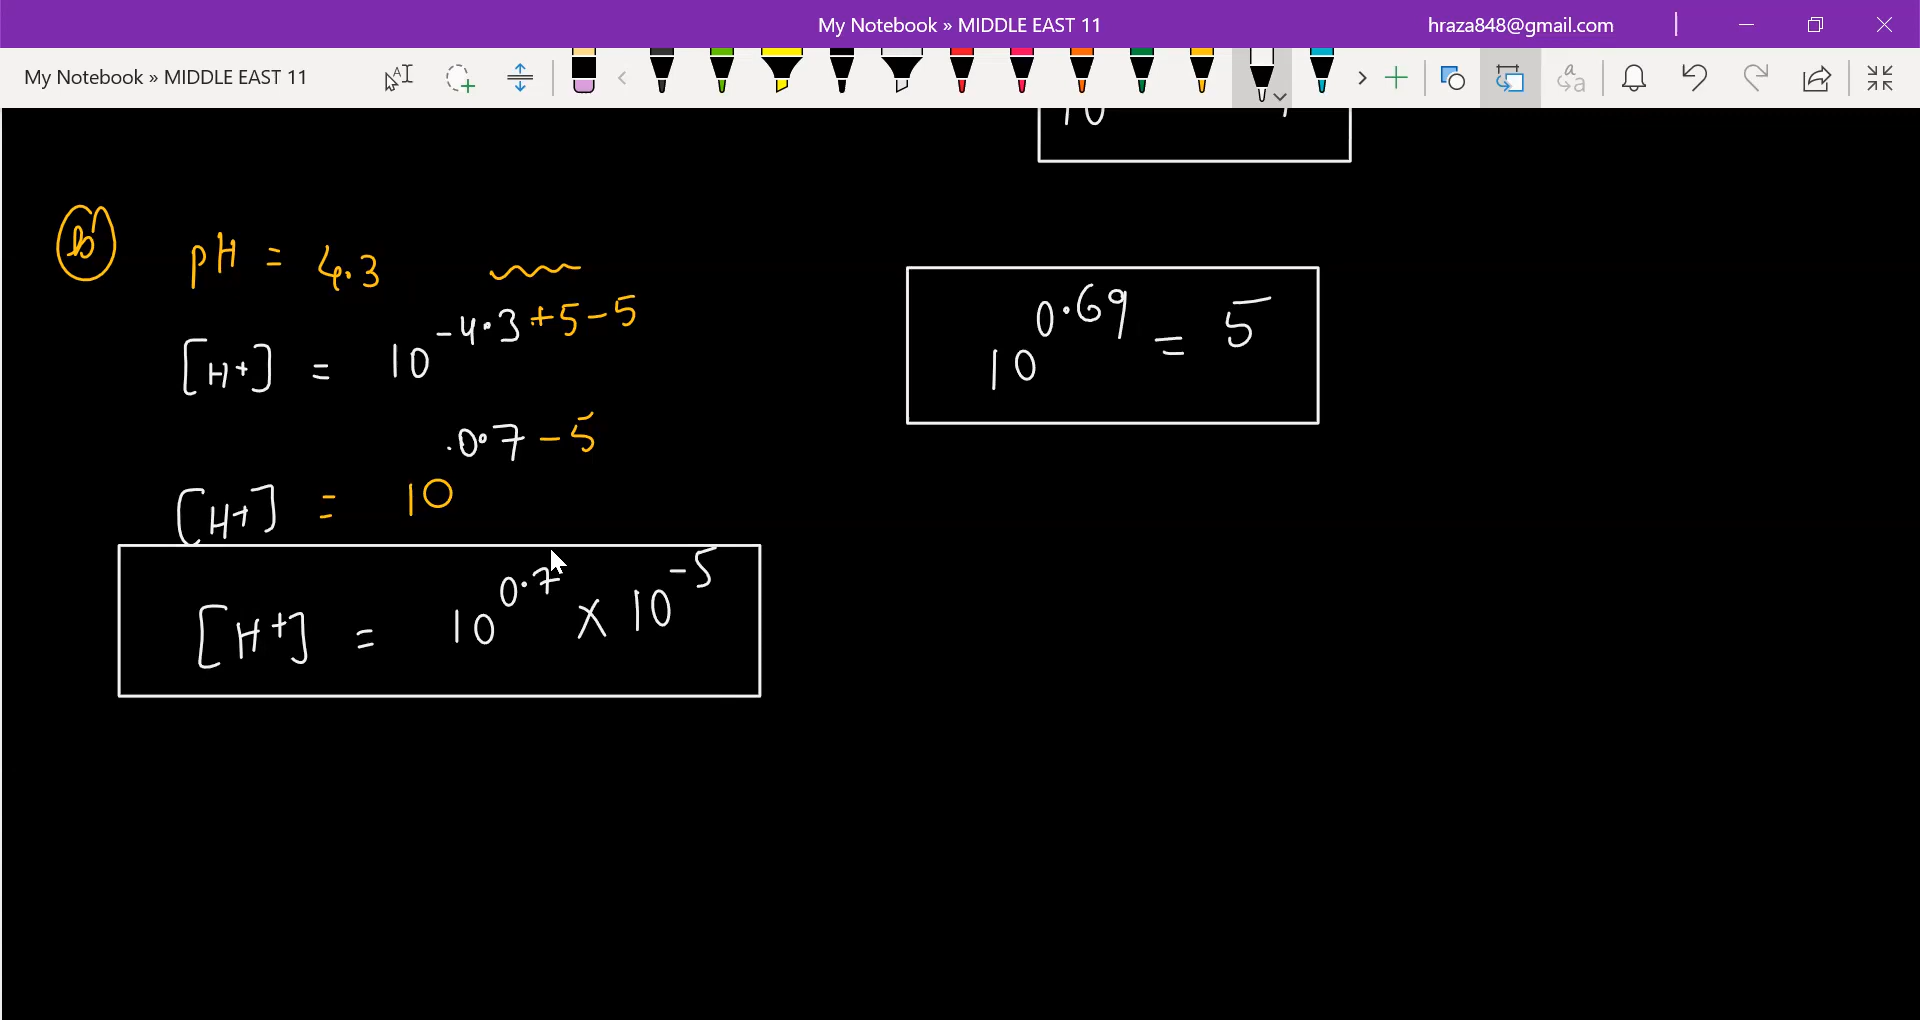 My Notebook » MIDDLE EAST 11
hraza848@gmail.com
My Notebook » MIDDLE EAST 11
10
b
pH = 4.3
[H+] = 10^-4.3+5-5
[H+] = 10^.0.7-5
[H+] = 10^0.7 X 10^-5
10^0.69 = 5